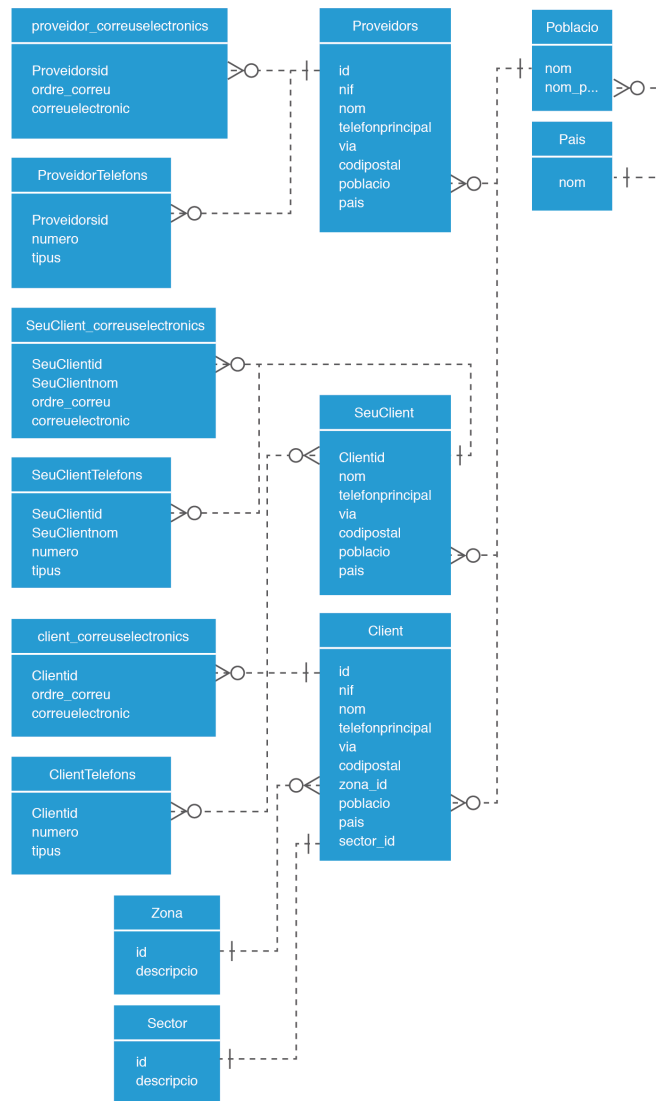 proveidor_correuselectronics
Proveidorsid
ordre_correu
correuelectronic
Proveidors
id
nif
nom
telefonprincipal
via
codipostal
poblacio
pais
Poblacio
nom
nom_p...
Pais
nom
ProveidorTelefons
Proveidorsid
numero
tipus
SeuClient_correuselectronics
SeuClientid
SeuClientnom
ordre_correu
correuelectronic
SeuClient
Clientid
nom
telefonprincipal
via
codipostal
poblacio
pais
SeuClientTelefons
SeuClientid
SeuClientnom
numero
tipus
client_correuselectronics
Clientid
ordre_correu
correuelectronic
Client
id
nif
nom
telefonprincipal
via
codipostal
zona_id
poblacio
pais
sector_id
ClientTelefons
Clientid
numero
tipus
Zona
id
descripcio
Sector
id
descripcio